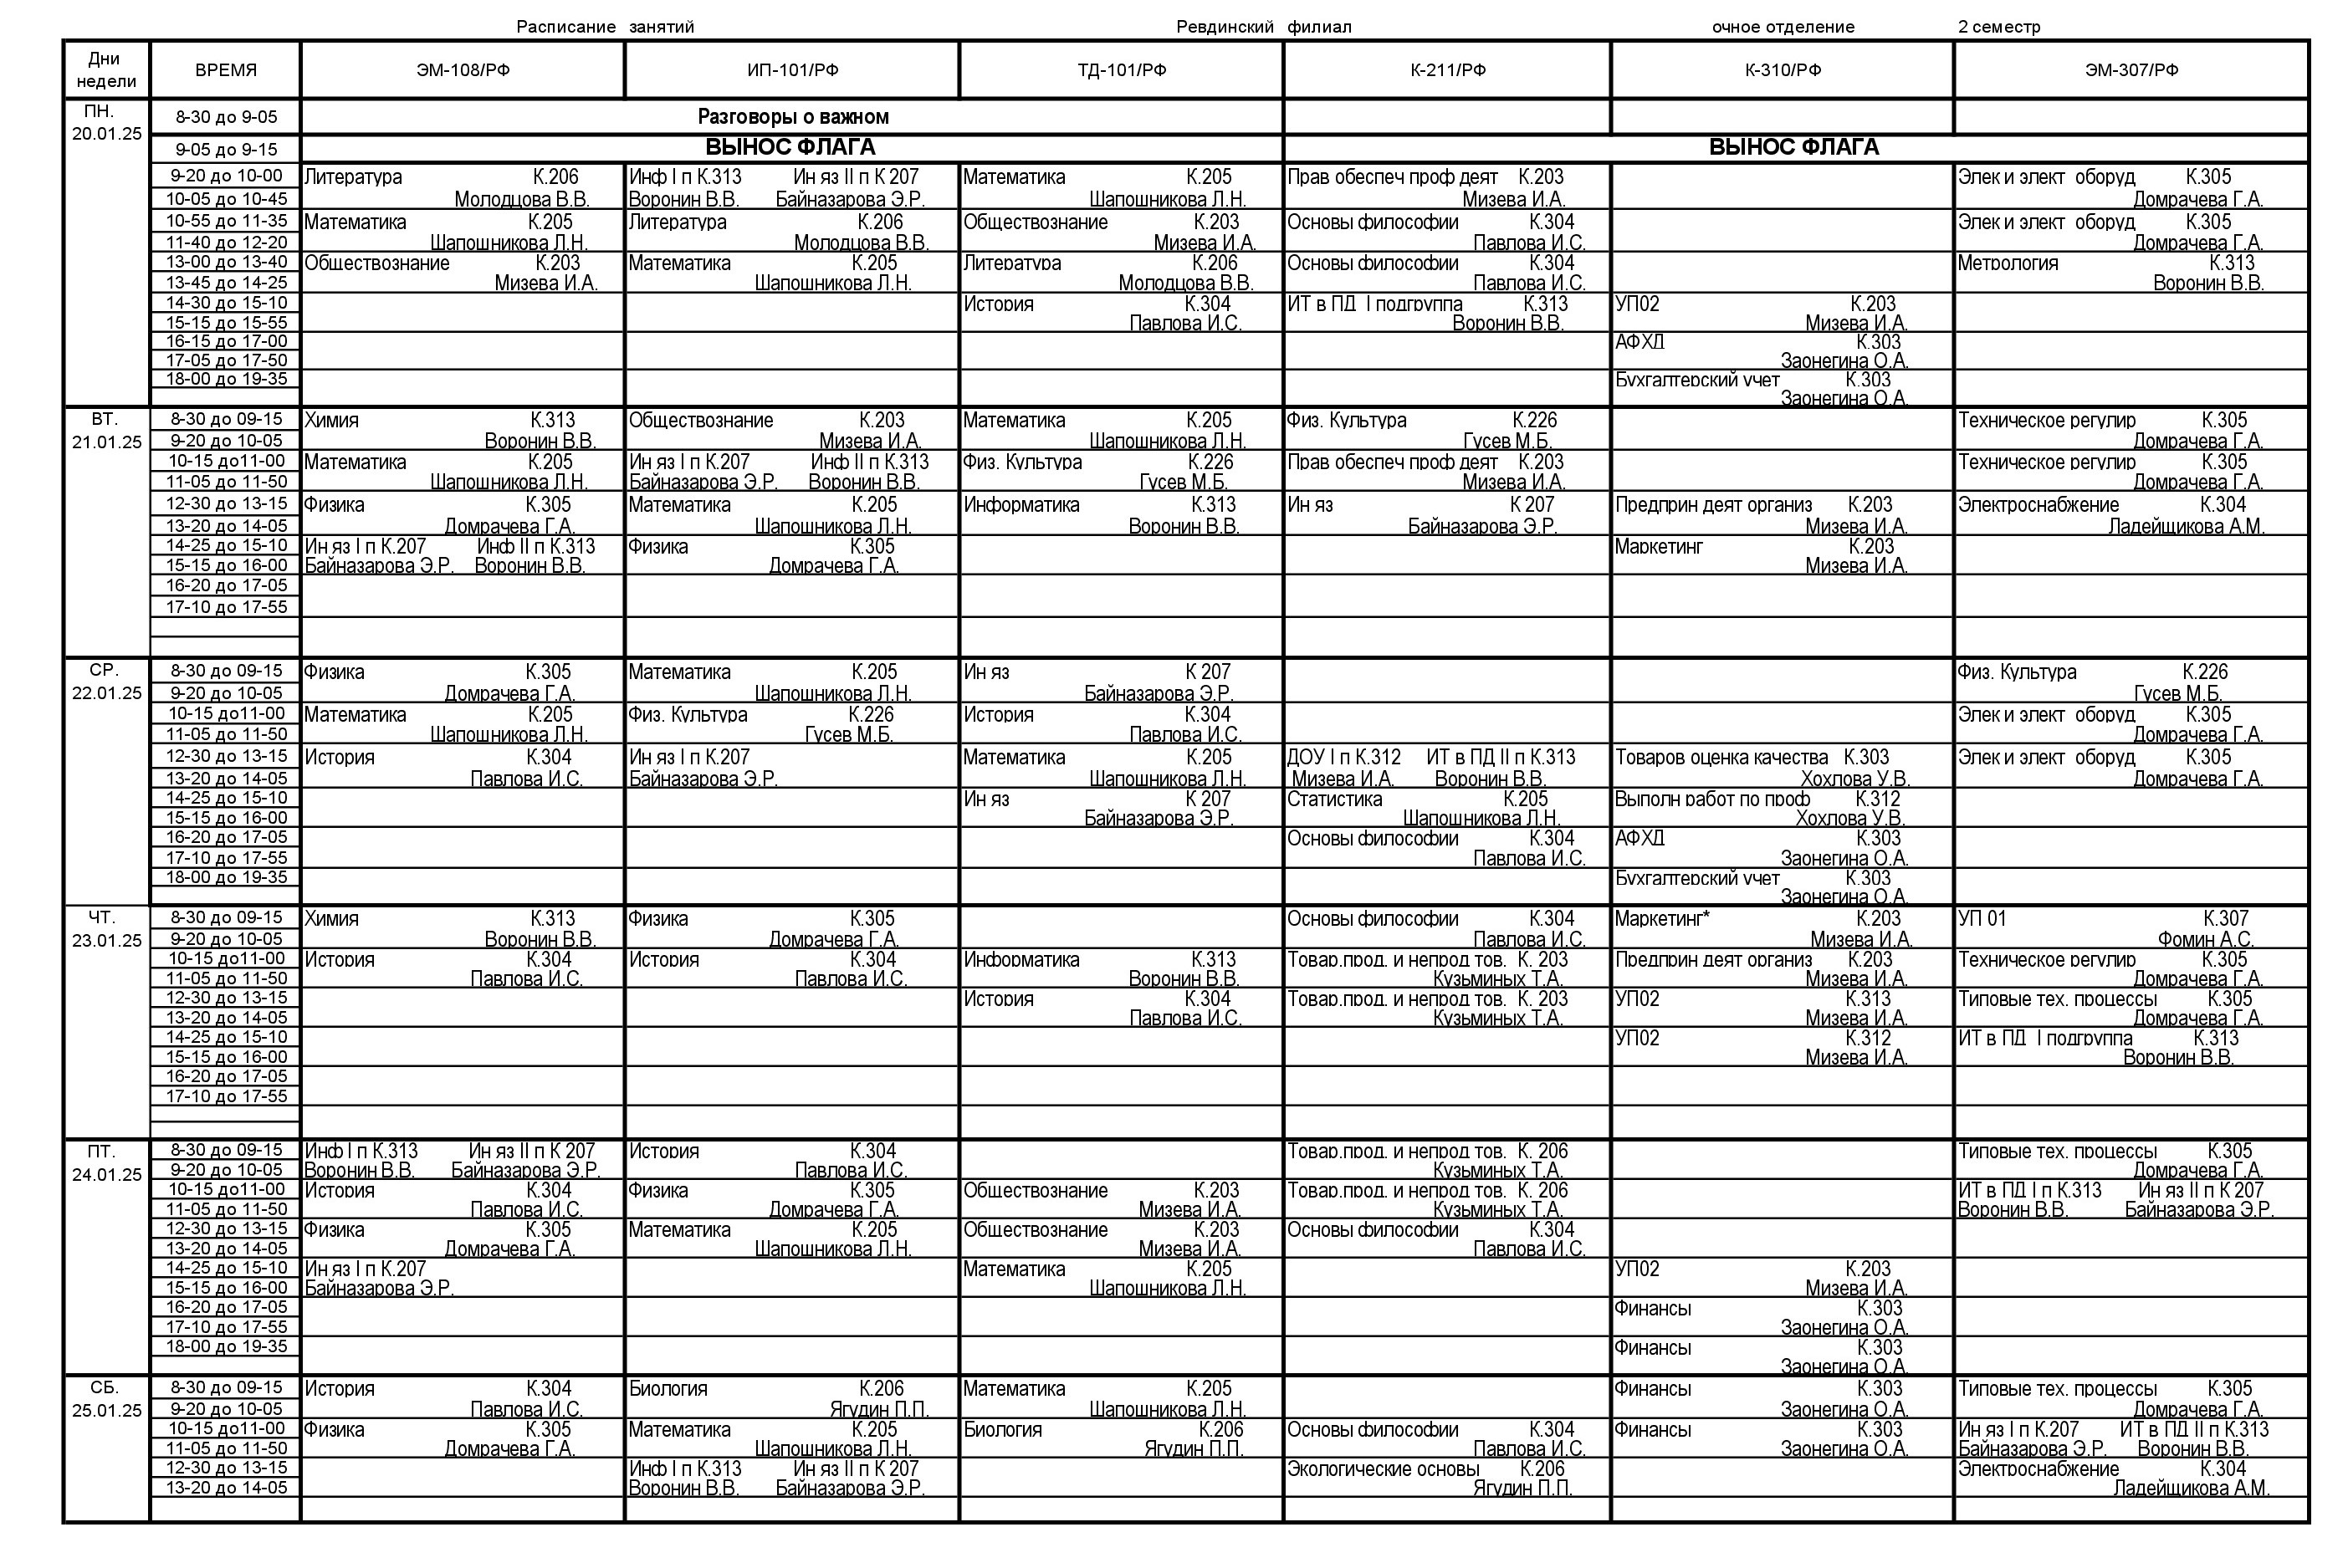 Расписание занятий Ревдинский филиал очное отделение 2 семестр
Дни недели ВРЕМЯ ЭМ-108/РФ ИП-101/РФ ТД-101/РФ К-211/РФ К-310/РФ ЭМ-307/РФ
ПН. 8-30 до 9-05 Разговоры о важном
20.01.25
9-05 до 9-15 ВЫНОС ФЛАГА ВЫНОС ФЛАГА
9-20 до 10-00 Литература К.206 Инф I п К.313 Ин яз II п К 207 Математика К.205 Прав обеспеч проф деят К.203 Элек и элект оборуд К.305
10-05 до 10-45 Молодцова В.В. Воронин В.В. Байназарова Э.Р. Шапошникова Л.Н. Мизева И.А. Домрачева Г.А.
10-55 до 11-35 Математика К.205 Литература К.206 Обществознание К.203 Основы философии К.304 Элек и элект оборуд К.305
11-40 до 12-20 Шапошникова Л.Н. Молодцова В.В. Мизева И.А. Павлова И.С. Домрачева Г.А.
13-00 до 13-40 Обществознание К.203 Математика К.205 Литература К.206 Основы философии К.304 Метрология К.313
13-45 до 14-25 Мизева И.А. Шапошникова Л.Н. Молодцова В.В. Павлова И.С. Воронин В.В.
14-30 до 15-10 История К.304 ИТ в ПД I подгруппа К.313 УП02 К.203
15-15 до 15-55 Павлова И.С. Воронин В.В. Мизева И.А.
16-15 до 17-00 АФХД К.303
17-05 до 17-50 Заонегина О.А.
18-00 до 19-35 Бухгалтерский учет К.303
Заонегина О.А.
ВТ. 8-30 до 09-15 Химия К.313 Обществознание К.203 Математика К.205 Физ. Культура К.226 Техническое регулир К.305
21.01.25 9-20 до 10-05 Воронин В.В. Мизева И.А. Шапошникова Л.Н. Гусев М.Б. Домрачева Г.А.
10-15 до11-00 Математика К.205 Ин яз I п К.207 Инф II п К.313 Физ. Культура К.226 Прав обеспеч проф деят К.203 Техническое регулир К.305
11-05 до 11-50 Шапошникова Л.Н. Байназарова Э.Р. Воронин В.В. Гусев М.Б. Мизева И.А. Домрачева Г.А.
12-30 до 13-15 Физика К.305 Математика К.205 Информатика К.313 Ин яз К 207 Предприн деят организ К.203 Электроснабжение К.304
13-20 до 14-05 Домрачева Г.А. Шапошникова Л.Н. Воронин В.В. Байназарова Э.Р. Мизева И.А. Ладейщикова А.М.
14-25 до 15-10 Ин яз I п К.207 Инф II п К.313 Физика К.305 Маркетинг К.203
15-15 до 16-00 Байназарова Э.Р. Воронин В.В. Домрачева Г.А. Мизева И.А.
16-20 до 17-05
17-10 до 17-55
СР. 8-30 до 09-15 Физика К.305 Математика К.205 Ин яз К 207 Физ. Культура К.226
22.01.25 9-20 до 10-05 Домрачева Г.А. Шапошникова Л.Н. Байназарова Э.Р. Гусев М.Б.
10-15 до11-00 Математика К.205 Физ. Культура К.226 История К.304 Элек и элект оборуд К.305
11-05 до 11-50 Шапошникова Л.Н. Гусев М.Б. Павлова И.С. Домрачева Г.А.
12-30 до 13-15 История К.304 Ин яз I п К.207 Математика К.205 ДОУ I п К.312 ИТ в ПД II п К.313 Товаров оценка качества К.303 Элек и элект оборуд К.305
13-20 до 14-05 Павлова И.С. Байназарова Э.Р. Шапошникова Л.Н. Мизева И.А. Воронин В.В. Хохлова У.В. Домрачева Г.А.
14-25 до 15-10 Ин яз К 207 Статистика К.205 Выполн работ по проф К.312
15-15 до 16-00 Байназарова Э.Р. Шапошникова Л.Н. Хохлова У.В.
16-20 до 17-05 Основы философии К.304 АФХД К.303
17-10 до 17-55 Павлова И.С. Заонегина О.А.
18-00 до 19-35 Бухгалтерский учет К.303
Заонегина О.А.
ЧТ. 8-30 до 09-15 Химия К.313 Физика К.305 Основы философии К.304 Маркетинг* К.203 УП 01 К.307
23.01.25 9-20 до 10-05 Воронин В.В. Домрачева Г.А. Павлова И.С. Мизева И.А. Фомин А.С.
10-15 до11-00 История К.304 История К.304 Информатика К.313 Товар.прод. и непрод тов. К. 203 Предприн деят организ К.203 Техническое регулир К.305
11-05 до 11-50 Павлова И.С. Павлова И.С. Воронин В.В. Кузьминых Т.А. Мизева И.А. Домрачева Г.А.
12-30 до 13-15 История К.304 Товар.прод. и непрод тов. К. 203 УП02 К.313 Типовые тех. процессы К.305
13-20 до 14-05 Павлова И.С. Кузьминых Т.А. Мизева И.А. Домрачева Г.А.
14-25 до 15-10 УП02 К.312 ИТ в ПД I подгруппа К.313
15-15 до 16-00 Мизева И.А. Воронин В.В.
16-20 до 17-05
17-10 до 17-55
ПТ. 8-30 до 09-15 Инф I п К.313 Ин яз II п К 207 История К.304 Товар.прод. и непрод тов. К. 206 Типовые тех. процессы К.305
24.01.25 9-20 до 10-05 Воронин В.В. Байназарова Э.Р. Павлова И.С. Кузьминых Т.А. Домрачева Г.А.
10-15 до11-00 История К.304 Физика К.305 Обществознание К.203 Товар.прод. и непрод тов. К. 206 ИТ в ПД I п К.313 Ин яз II п К 207
11-05 до 11-50 Павлова И.С. Домрачева Г.А. Мизева И.А. Кузьминых Т.А. Воронин В.В. Байназарова Э.Р.
12-30 до 13-15 Физика К.305 Математика К.205 Обществознание К.203 Основы философии К.304
13-20 до 14-05 Домрачева Г.А. Шапошникова Л.Н. Мизева И.А. Павлова И.С.
14-25 до 15-10 Ин яз I п К.207 Математика К.205 УП02 К.203
15-15 до 16-00 Байназарова Э.Р. Шапошникова Л.Н. Мизева И.А.
16-20 до 17-05 Финансы К.303
17-10 до 17-55 Заонегина О.А.
18-00 до 19-35 Финансы К.303
Заонегина О.А.
СБ. 8-30 до 09-15 История К.304 Биология К.206 Математика К.205 Финансы К.303 Типовые тех. процессы К.305
25.01.25 9-20 до 10-05 Павлова И.С. Ягудин П.П. Шапошникова Л.Н. Заонегина О.А. Домрачева Г.А.
10-15 до11-00 Физика К.305 Математика К.205 Биология К.206 Основы философии К.304 Финансы К.303 Ин яз I п К.207 ИТ в ПД II п К.313
11-05 до 11-50 Домрачева Г.А. Шапошникова Л.Н. Ягудин П.П. Павлова И.С. Заонегина О.А. Байназарова Э.Р. Воронин В.В.
12-30 до 13-15 Инф I п К.313 Ин яз II п К 207 Экологические основы К.206 Электроснабжение К.304
13-20 до 14-05 Воронин В.В. Байназарова Э.Р. Ягудин П.П. Ладейщикова А.М.